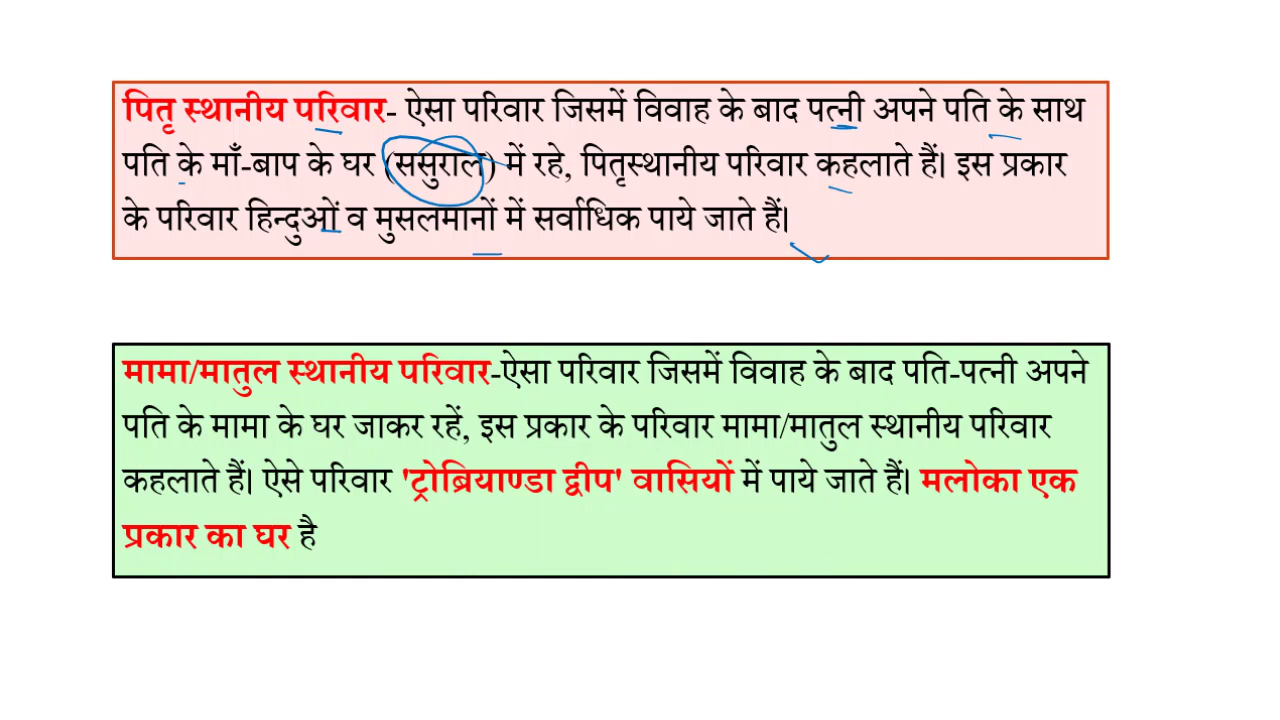 पितृ स्थानीय परिवार- ऐसा परिवार जिसमें विवाह के बाद पत्नी अपने पति के साथ
पति के माँ-बाप के घर (ससुराल) में रहे, पितृस्थानीय परिवार कहलाते हैं। इस प्रकार
के परिवार हिन्दुओं व मुसलमानों में सर्वाधिक पाये जाते हैं।
मामा/मातुल स्थानीय परिवार-ऐसा परिवार जिसमें विवाह के बाद पति-पत्नी अपने
पति के मामा के घर जाकर रहें, इस प्रकार के परिवार मामा/मातुल स्थानीय परिवार
कहलाते हैं। ऐसे परिवार 'ट्रोब्रियाण्डा द्वीप' वासियों में पाये जाते हैं। मलोका एक
प्रकार का घर है